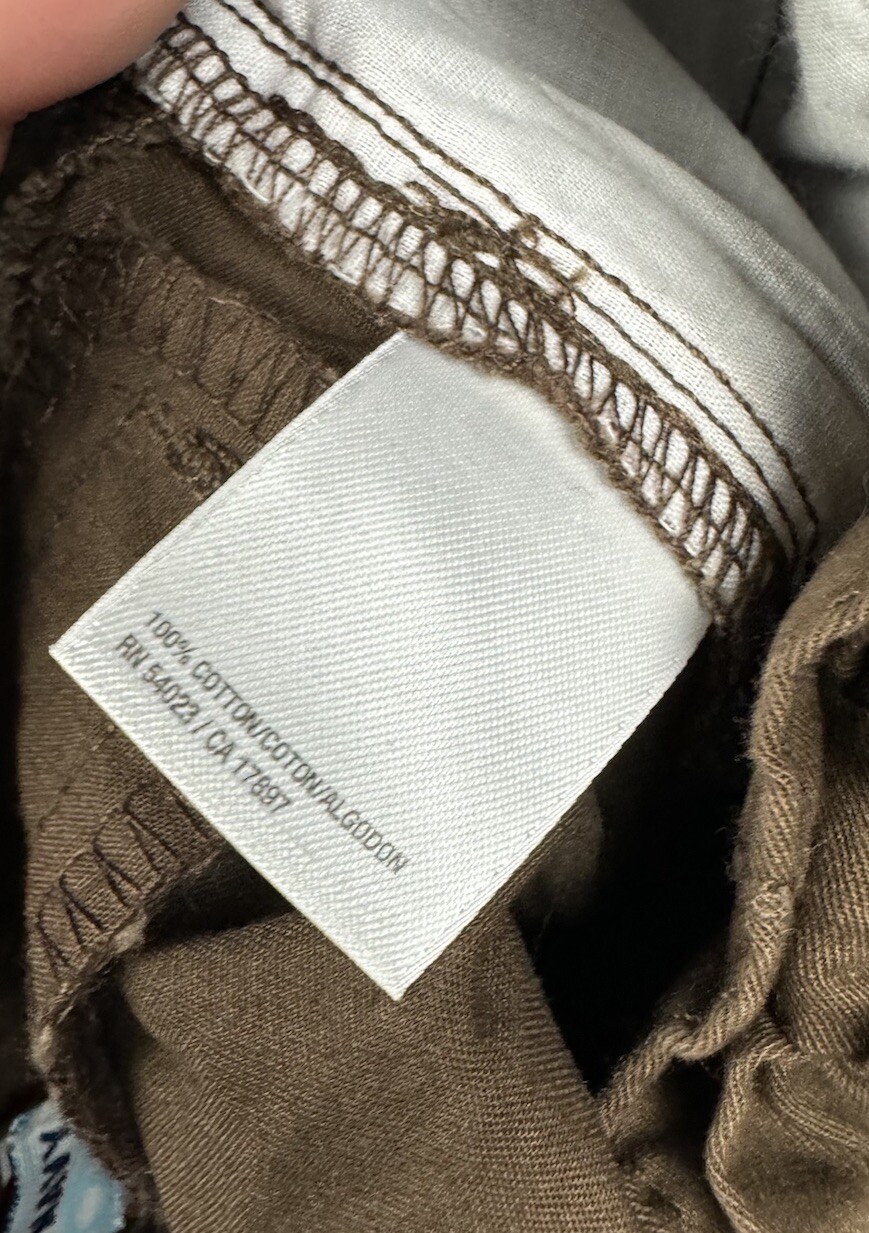 100% COTTON/COTON/ALGODON
RN 54023 / CA 17897